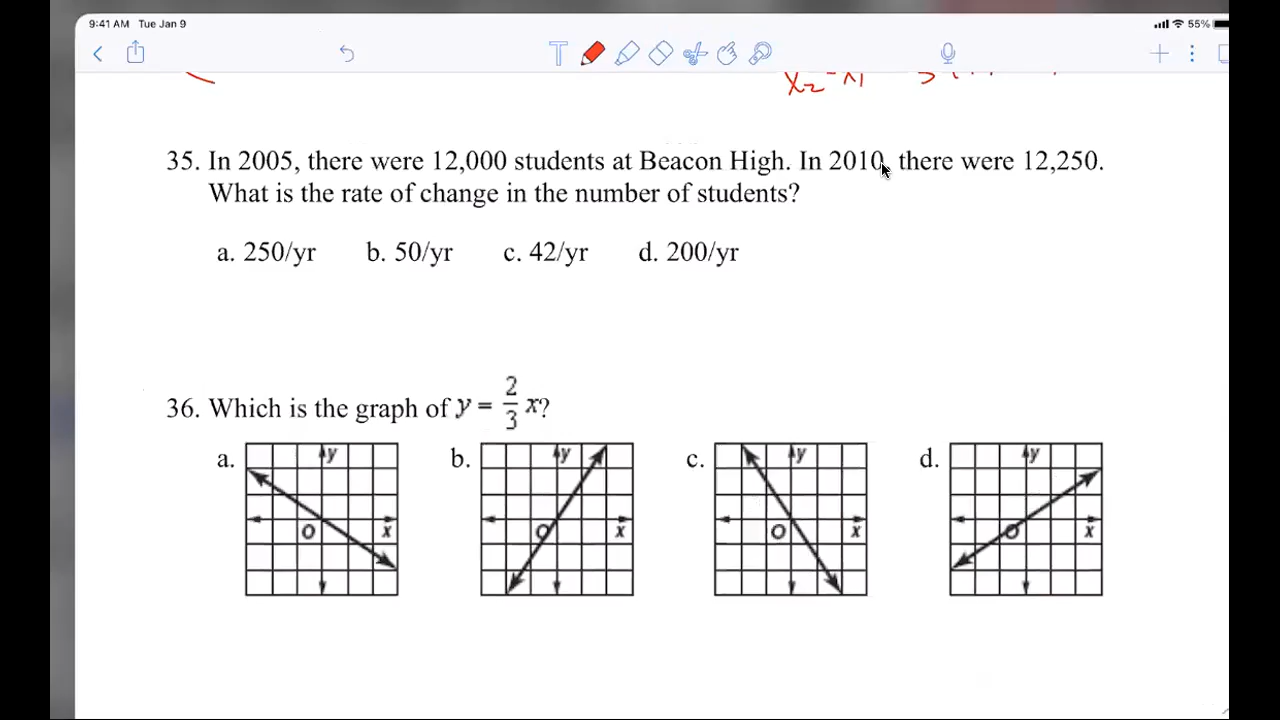 9:41 AM Tue Jan 9
55%
T
x₂ - x₁
35. In 2005, there were 12,000 students at Beacon High. In 2010, there were 12,250.
What is the rate of change in the number of students?
a. 250/yr b. 50/yr c. 42/yr d. 200/yr
36. Which is the graph of y = 2/3 x?
a. b. c. d.
y y y y
O x O x O x O x